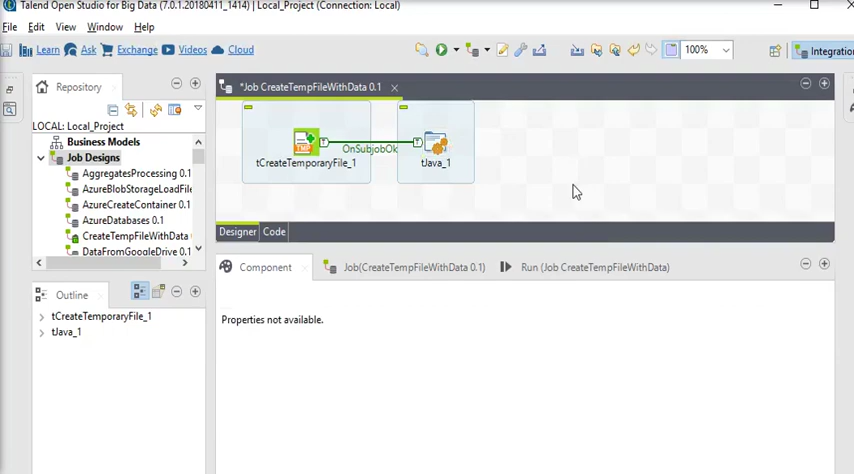 Talend Open Studio for Big Data (7.0.1.20180411_1414) | Local_Project (Connection: Local)
File Edit View Window Help
Learn Ask Exchange Videos Cloud 100% Integration
Repository
LOCAL: Local_Project
Business Models
Job Designs
AggregatesProcessing 0.1
AzureBlobStorageLoadFile
AzureCreateContainer 0.1
AzureDatabases 0.1
CreateTempFileWithData
DataFromGoogleDrive 0.1
*Job CreateTempFileWithData 0.1
TMP
OnSubjobOk
tCreateTemporaryFile_1
tJava_1
Designer Code
Outline
tCreateTemporaryFile_1
tJava_1
Component Job(CreateTempFileWithData 0.1) Run (Job CreateTempFileWithData)
Properties not available.